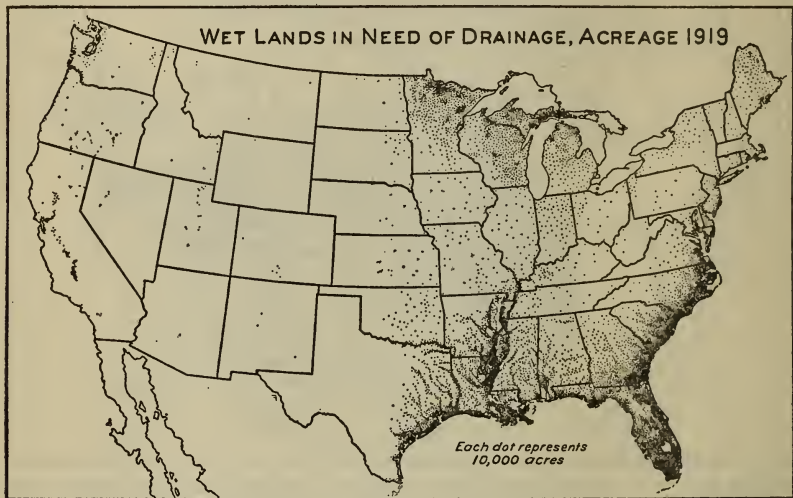 WET LANDS IN NEED OF DRAINAGE, ACREAGE 1919
Each dot represents
10,000 acres